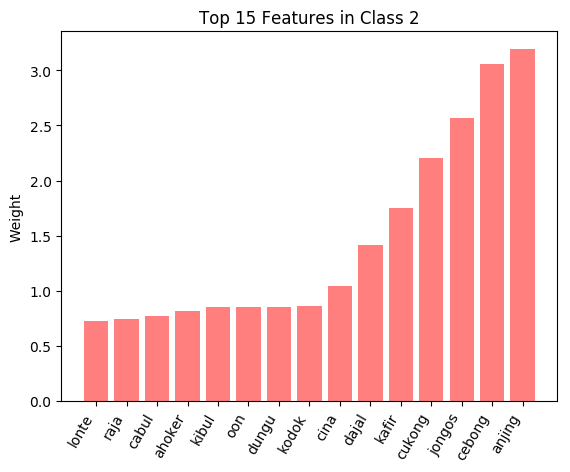 Top 15 Features in Class 2
Weight
3.0
2.5
2.0
1.5
1.0
0.5
0.0
lonte
raja
cabul
ahoker
kibul
oon
dungu
kodok
cina
dajal
kafir
cukong
jongos
cebong
anjing